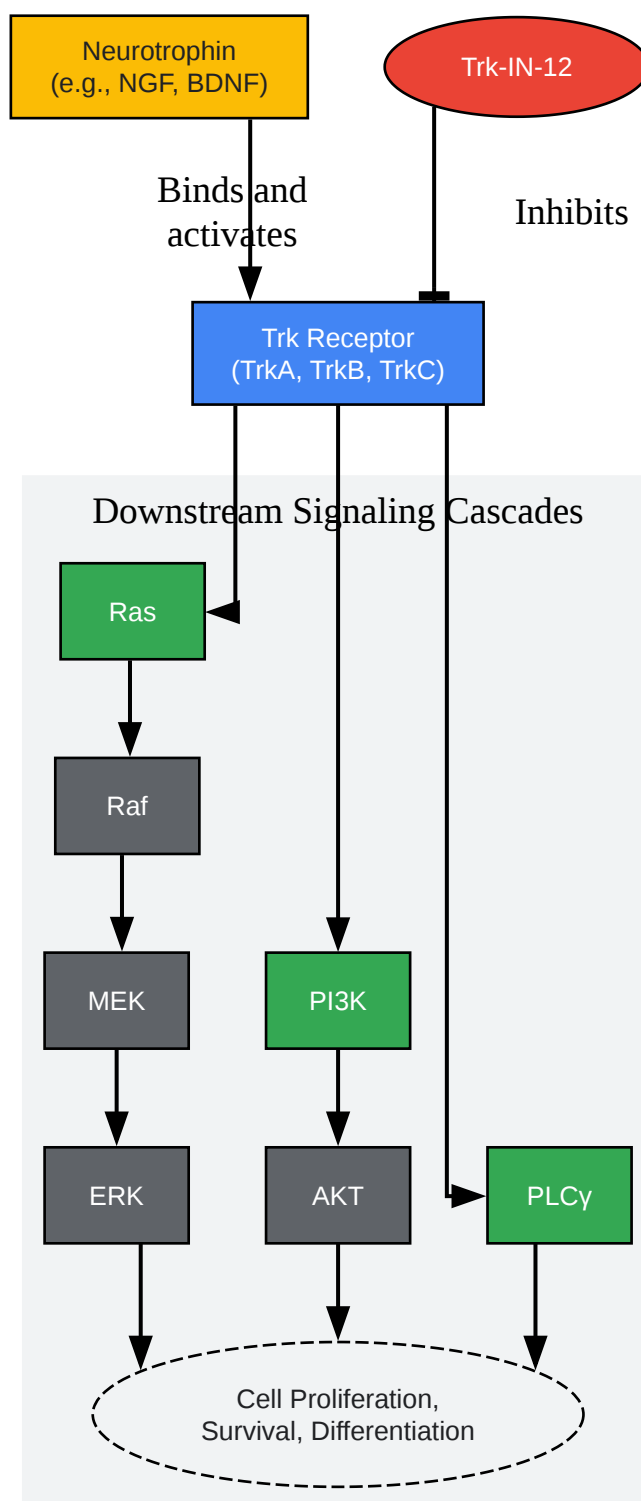 Neurotrophin
(e.g., NGF, BDNF)
Trk-IN-12
Binds and
activates
Inhibits
Trk Receptor
(TrkA, TrkB, TrkC)
Downstream Signaling Cascades
Ras
Raf
MEK
PI3K
ERK
AKT
PLCγ
Cell Proliferation,
Survival, Differentiation